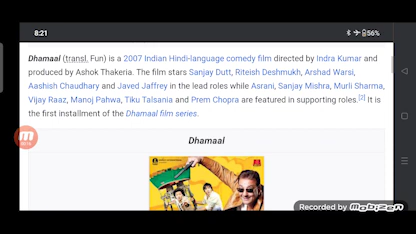 8:21
56%
Dhamaal (transl. Fun) is a 2007 Indian Hindi-language comedy film directed by Indra Kumar and
produced by Ashok Thakeria. The film stars Sanjay Dutt, Riteish Deshmukh, Arshad Warsi,
Aashish Chaudhary and Javed Jaffrey in the lead roles while Asrani, Sanjay Mishra, Murli Sharma,
Vijay Raaz, Manoj Pahwa, Tiku Talsania and Prem Chopra are featured in supporting roles.[2] It is
the first installment of the Dhamaal film series.
Dhamaal
Recorded by Mobizen